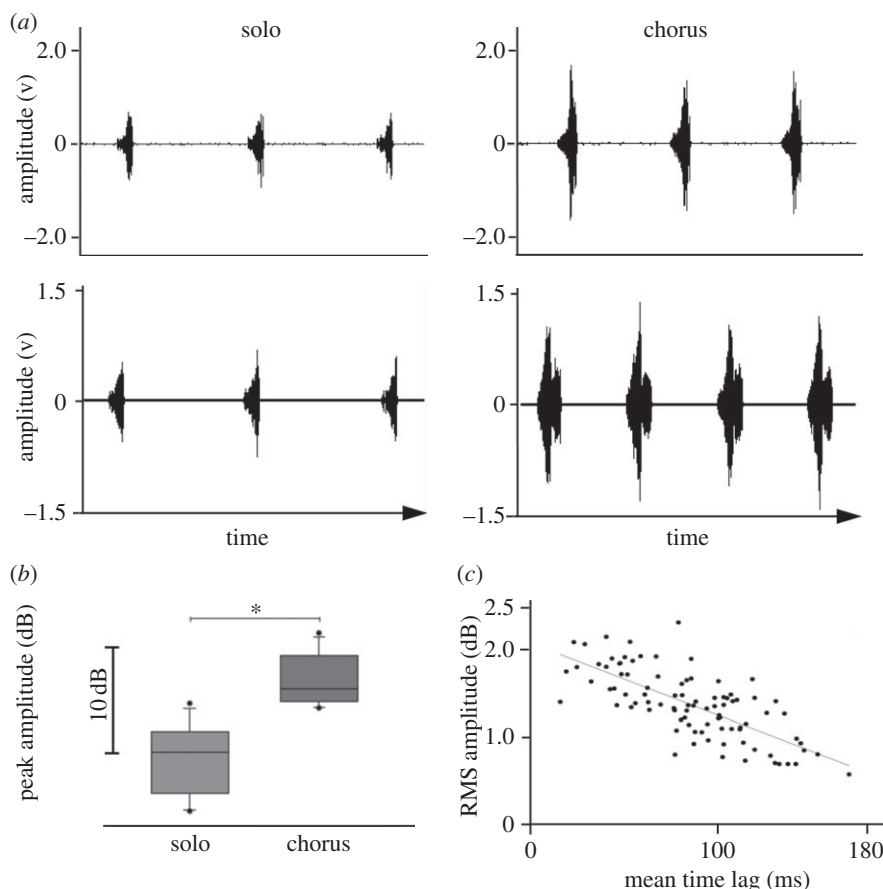 (a)
solo
chorus
amplitude (v)
2.0
0
–2.0
2.0
0
–2.0
amplitude (v)
1.5
0
–1.5
time
1.5
0
–1.5
time
(b)
peak amplitude (dB)
10 dB
*
solo
chorus
(c)
RMS amplitude (dB)
2.5
2.0
1.0
0
0
100
180
mean time lag (ms)